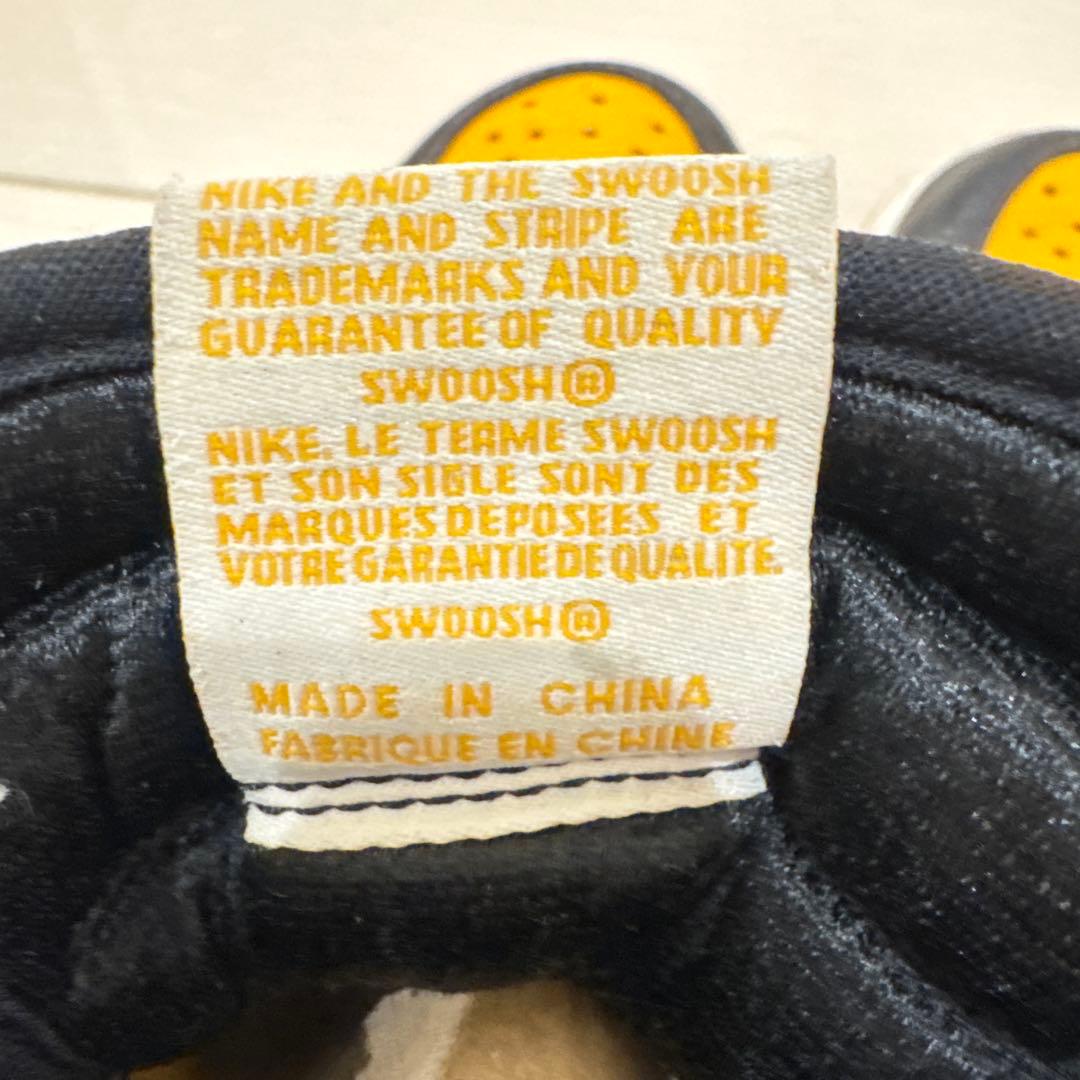 NIKE AND THE SWOOSH
NAME AND STRIPE ARE
TRADEMARKS AND YOUR
GUARANTEE OF QUALITY
SWOOSH®
NIKE. LE TERME SWOOSH
ET SON SIGLE SONT DES
MARQUES DEPOSEES ET
VOTRE GARANTIE DE QUALITE.
SWOOSH®
MADE IN CHINA
FABRIQUE EN CHINE